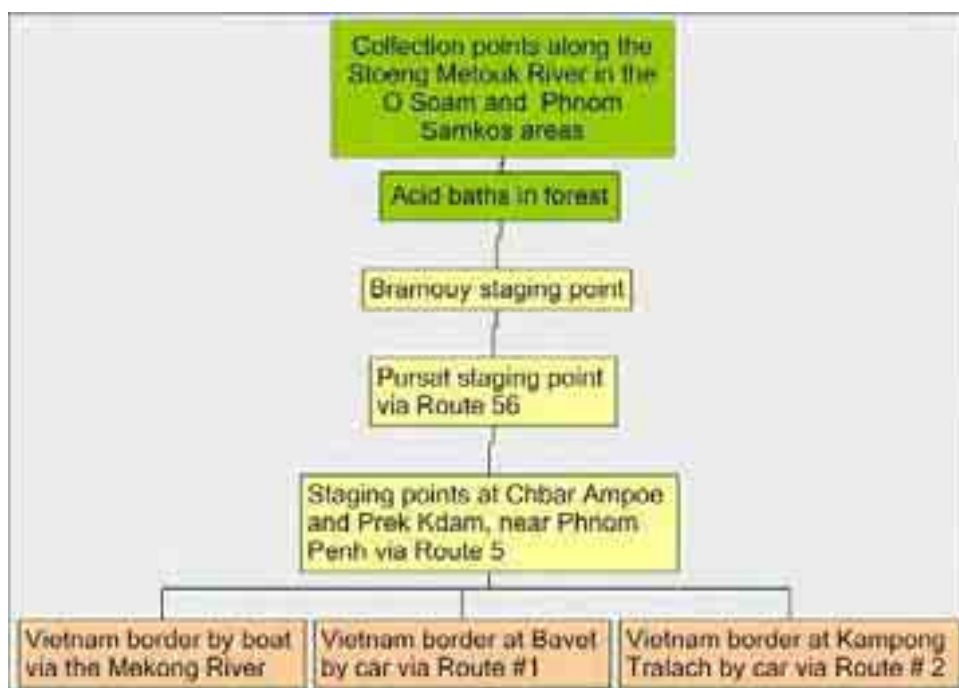 Collection points along the
Stoeng Metouk River in the
O Soam and Phnom
Samkos areas
Acid baths in forest
Bramouy staging point
Pursat staging point
via Route 56
Staging points at Chbar Ampoe
and Prek Kdam, near Phnom
Penh via Route 5
Vietnam border by boat
via the Mekong River
Vietnam border at Bavet
by car via Route #1
Vietnam border at Kampong
Tralach by car via Route # 2